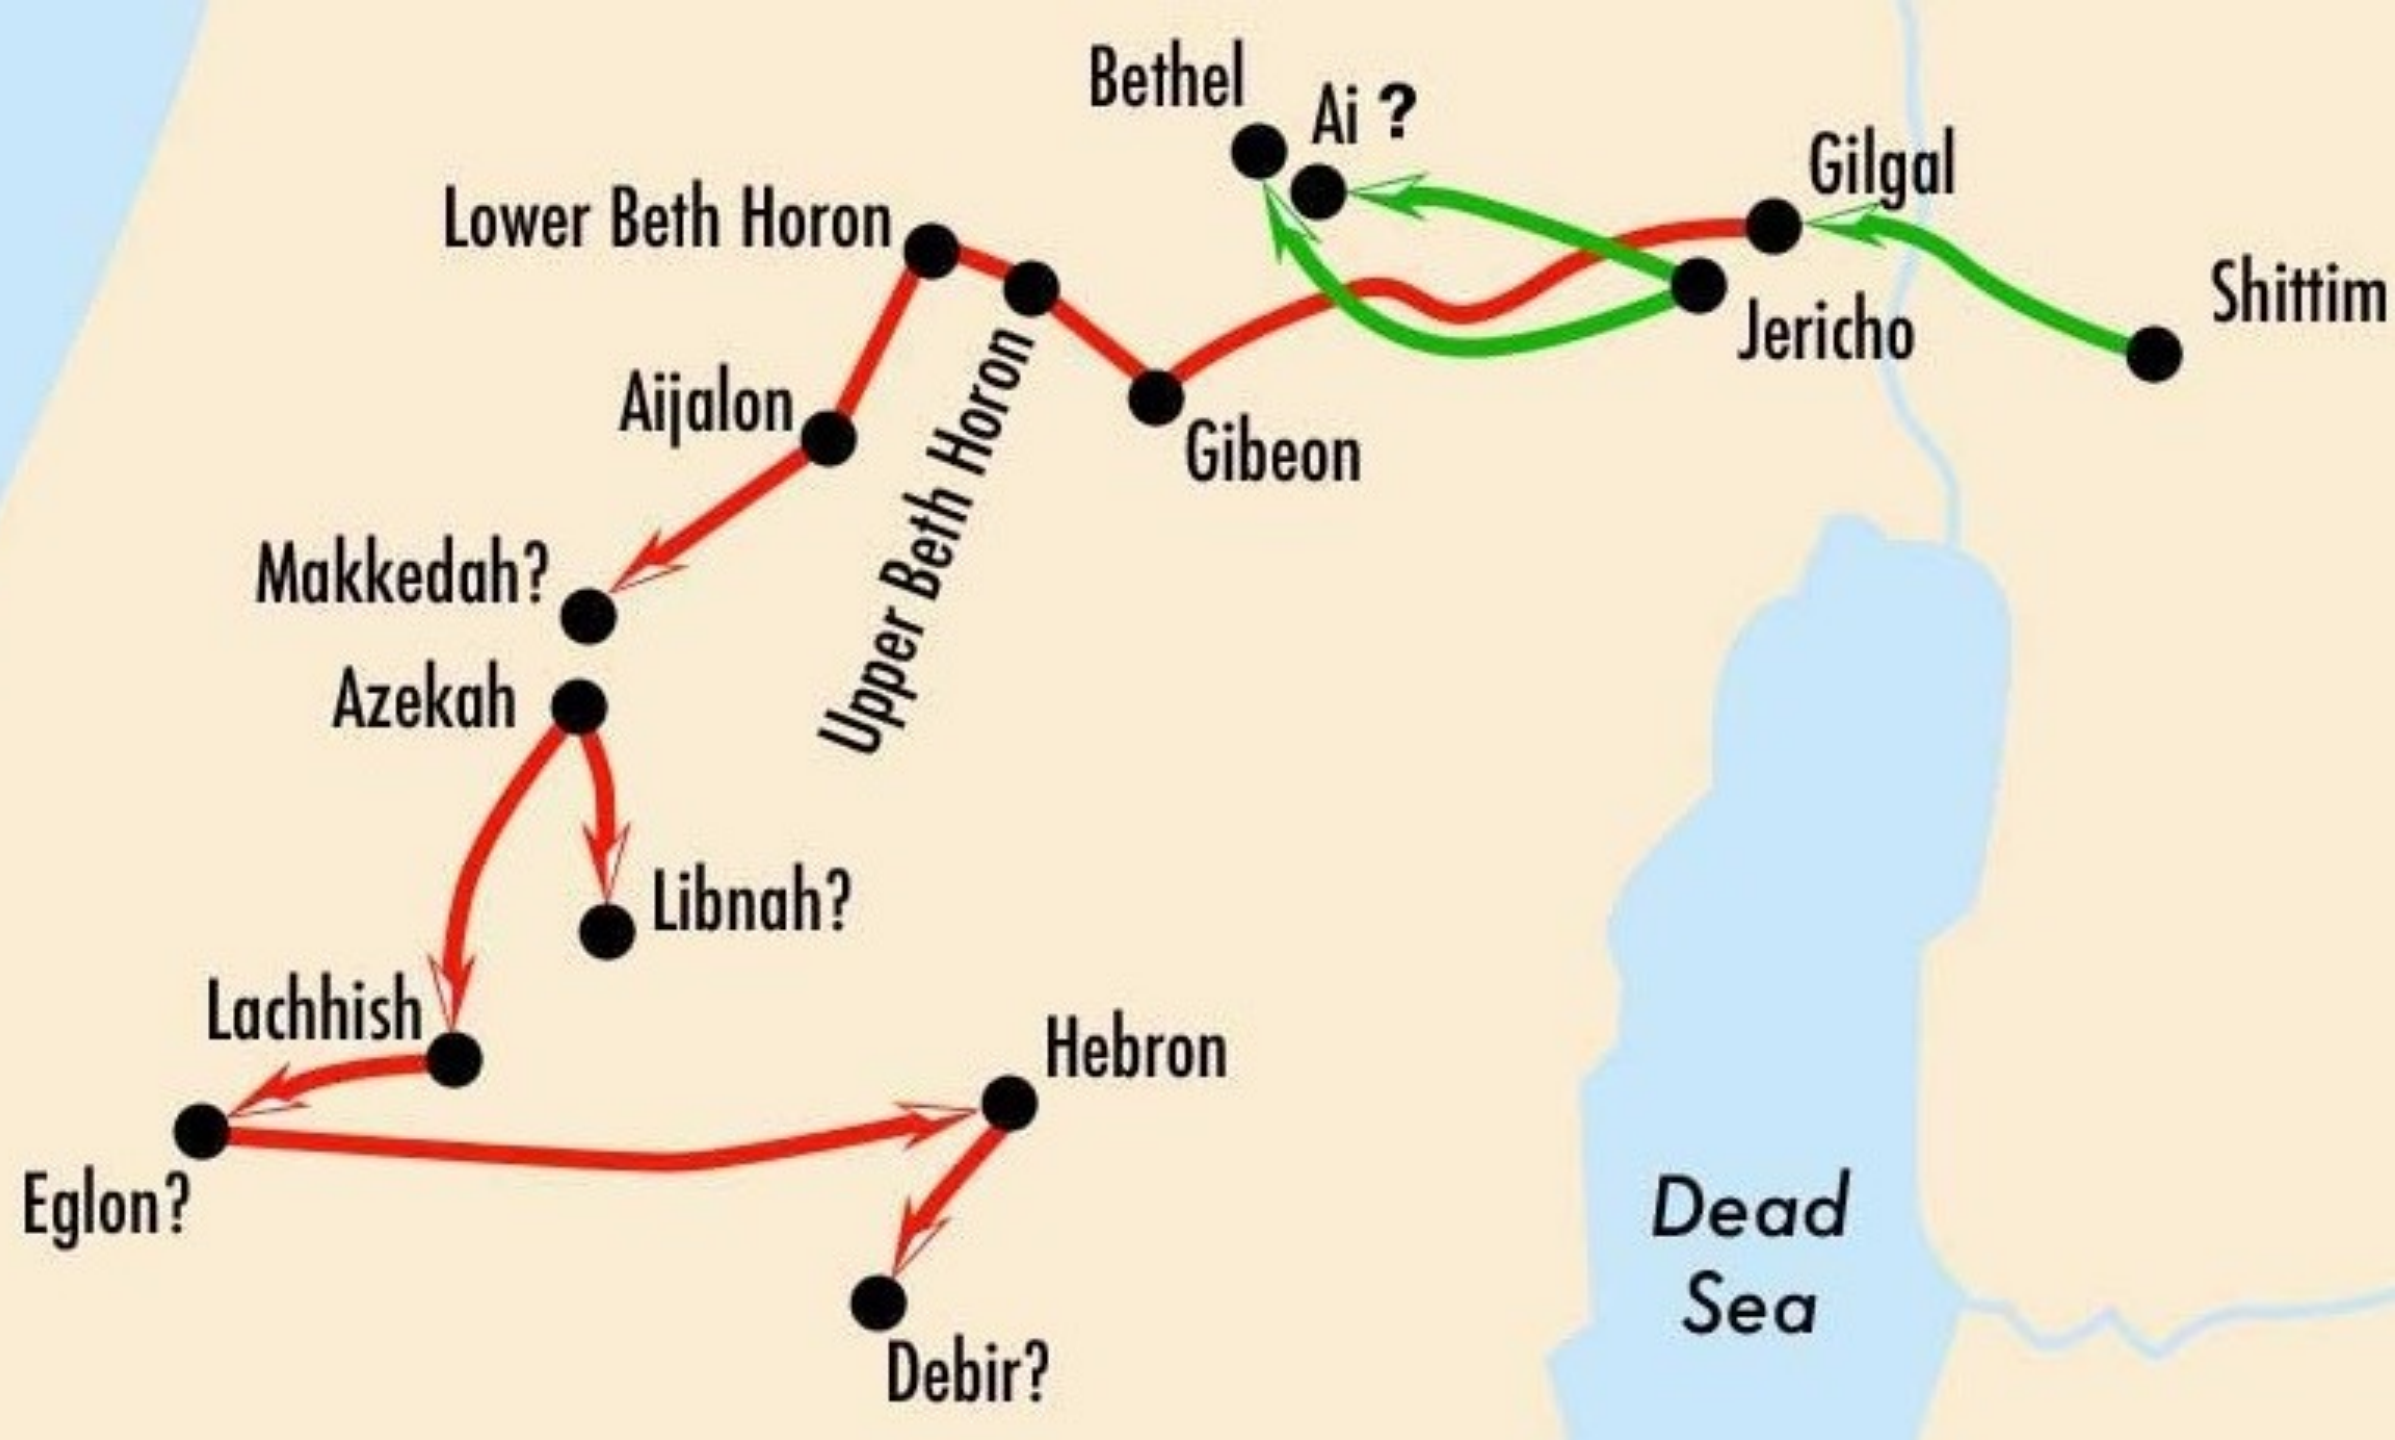 Bethel
Ai ?
Gilgal
Lower Beth Horon
Shittim
Jericho
Aijalon
Upper Beth Horon
Gibeon
Makkedah?
Azekah
Libnah?
Lachhish
Hebron
Eglon?
Dead
Sea
Debir?